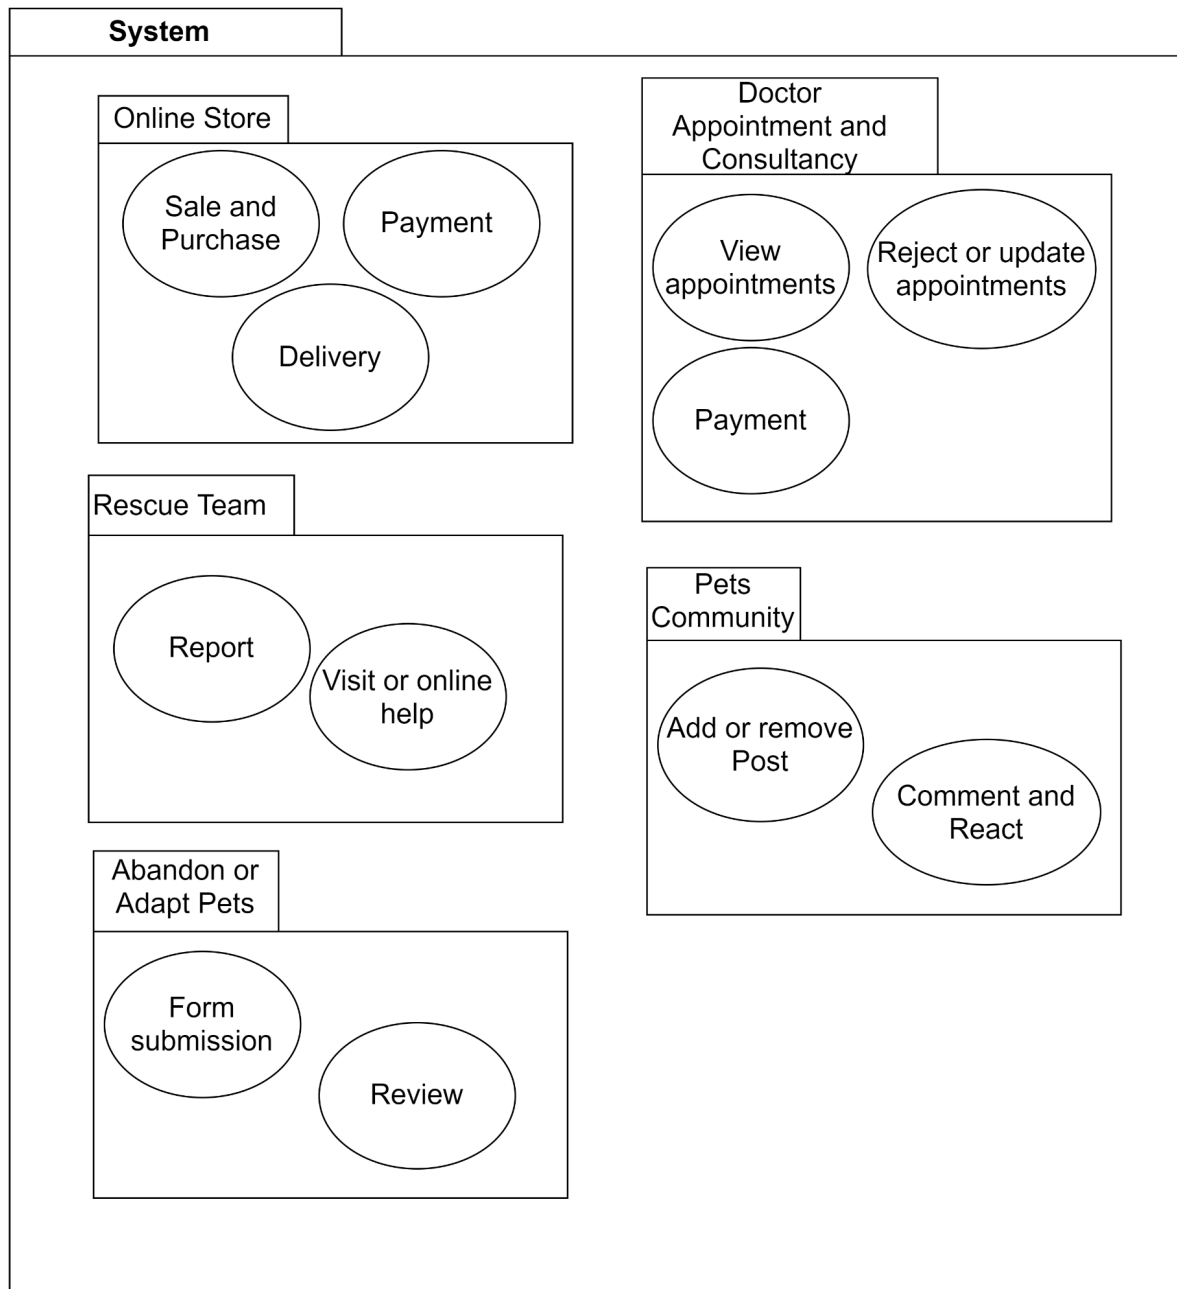 System
Online Store
Sale and
Purchase
Payment
Delivery
Doctor
Appointment and
Consultancy
View
appointments
Reject or update
appointments
Payment
Rescue Team
Report
Visit or online
help
Pets
Community
Add or remove
Post
Comment and
React
Abandon or
Adapt Pets
Form
submission
Review